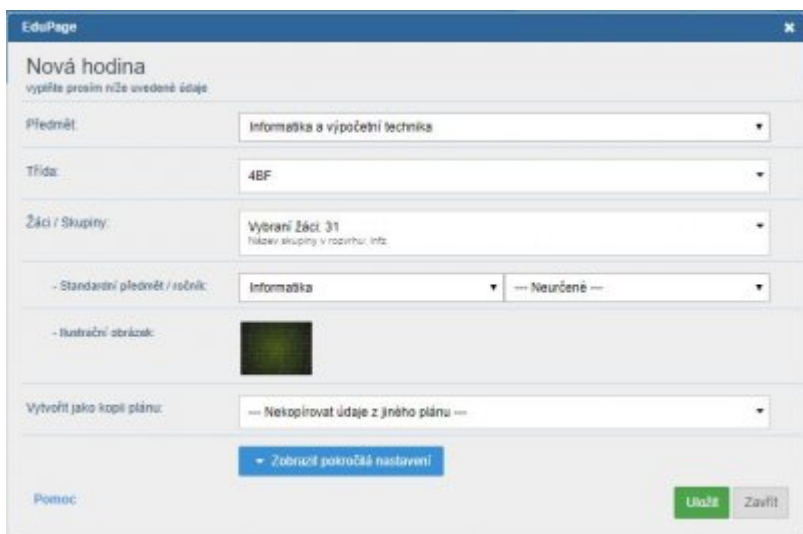 EduPage
Nová hodina
vyplňte prosím níže uvedené údaje
Předmět: Informatika a výpočetní technika
Třída: 4BF
Žáci / Skupiny: Vybraní žáci: 31
Název skupiny v rozvrhu: Infz
- Standardní předmět / ročník: Informatika --- Neurčené ---
- Ilustrační obrázek:
Vytvořit jako kopii plánu: --- Nekopírovat údaje z jiného plánu ---
Zobrazit pokročilá nastavení
Pomoc Uložit Zavřít